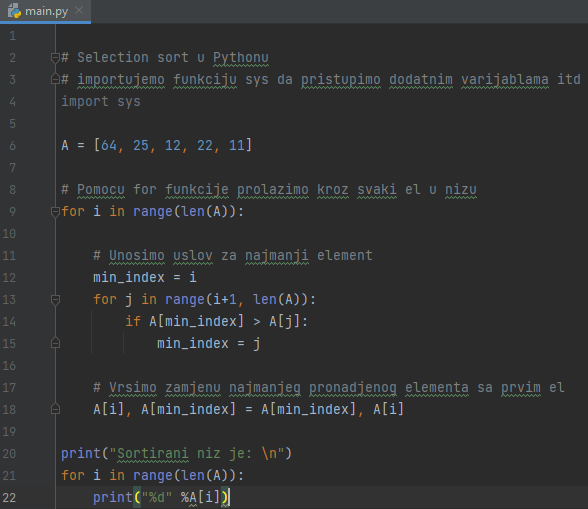 main.py
1
2 # Selection sort u Pythonu
3 # importujemo funkciju sys da pristupimo dodatnim varijablama itd
4 import sys
5
6 A = [64, 25, 12, 22, 11]
7
8 # Pomocu for funkcije prolazimo kroz svaki el u nizu
9 for i in range(len(A)):
10
11     # Unosimo uslov za najmanji element
12     min_index = i
13     for j in range(i+1, len(A)):
14         if A[min_index] > A[j]:
15             min_index = j
16
17     # Vrsimo zamjenu najmanjeg pronadjenog elementa sa prvim el
18     A[i], A[min_index] = A[min_index], A[i]
19
20 print("Sortirani niz je: \n")
21 for i in range(len(A)):
22     print("%d" %A[i])